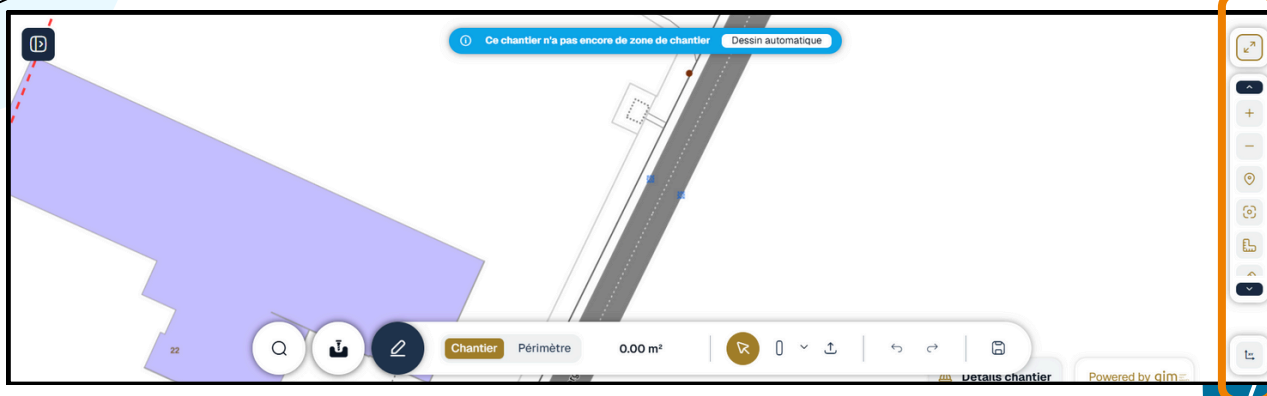 Ce chantier n'a pas encore de zone de chantier Dessin automatique
22
Chantier Périmètre 0.00 m²
Détails chantier Powered by gim